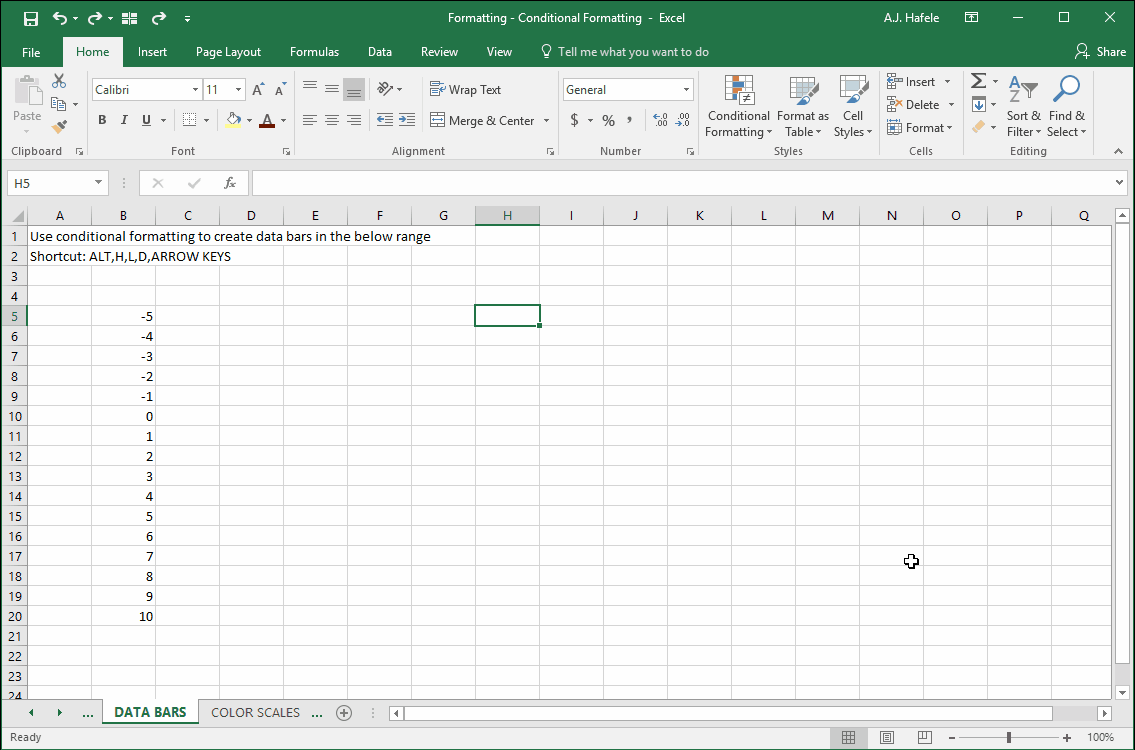 Formatting - Conditional Formatting - Excel
A.J. Hafele
File Home Insert Page Layout Formulas Data Review View Tell me what you want to do Share
Paste
Clipboard
Calibri 11
B I U A
Font
Wrap Text
Merge & Center
Alignment
General
$ % ,
Number
Conditional Formatting
Format as Table
Cell Styles
Styles
Insert
Delete
Format
Cells
Sort & Filter
Find & Select
Editing
H5 fx
A B C D E F G H I J K L M N O P Q
1 Use conditional formatting to create data bars in the below range
2 Shortcut: ALT,H,L,D,ARROW KEYS
3
4
5 -5
6 -4
7 -3
8 -2
9 -1
10 0
11 1
12 2
13 3
14 4
15 5
16 6
17 7
18 8
19 9
20 10
21
22
23
24
... DATA BARS COLOR SCALES ...
Ready 100%